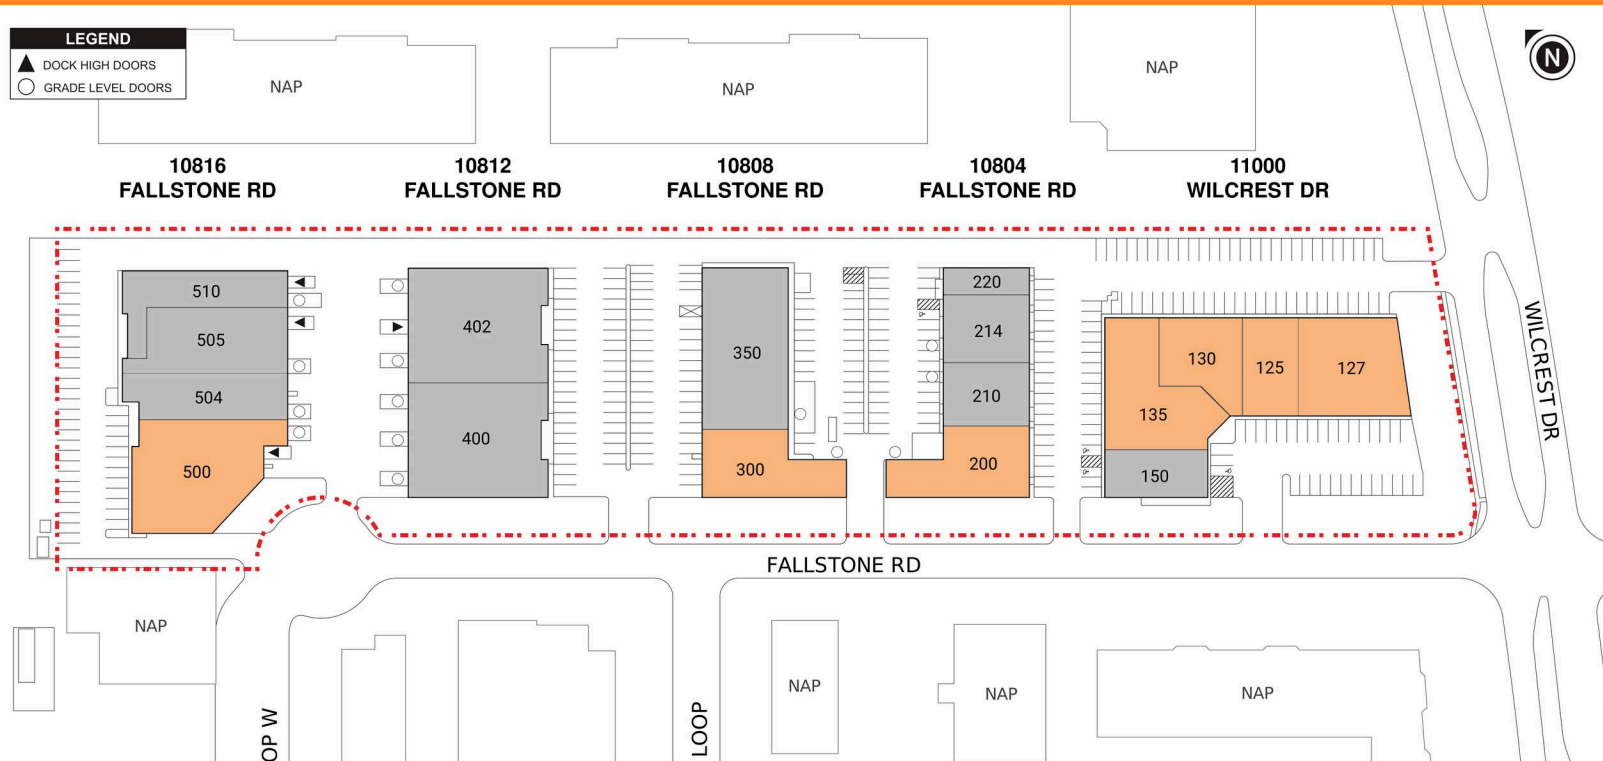 LEGEND
DOCK HIGH DOORS
GRADE LEVEL DOORS
NAP
NAP
NAP
N
10816
FALLSTONE RD
10812
FALLSTONE RD
10808
FALLSTONE RD
10804
FALLSTONE RD
11000
WILCREST DR
510
505
504
500
402
400
350
300
220
214
210
200
130
125
127
135
150
WILCREST DR
FALLSTONE RD
NAP
NAP
NAP
NAP
OP W
LOOP